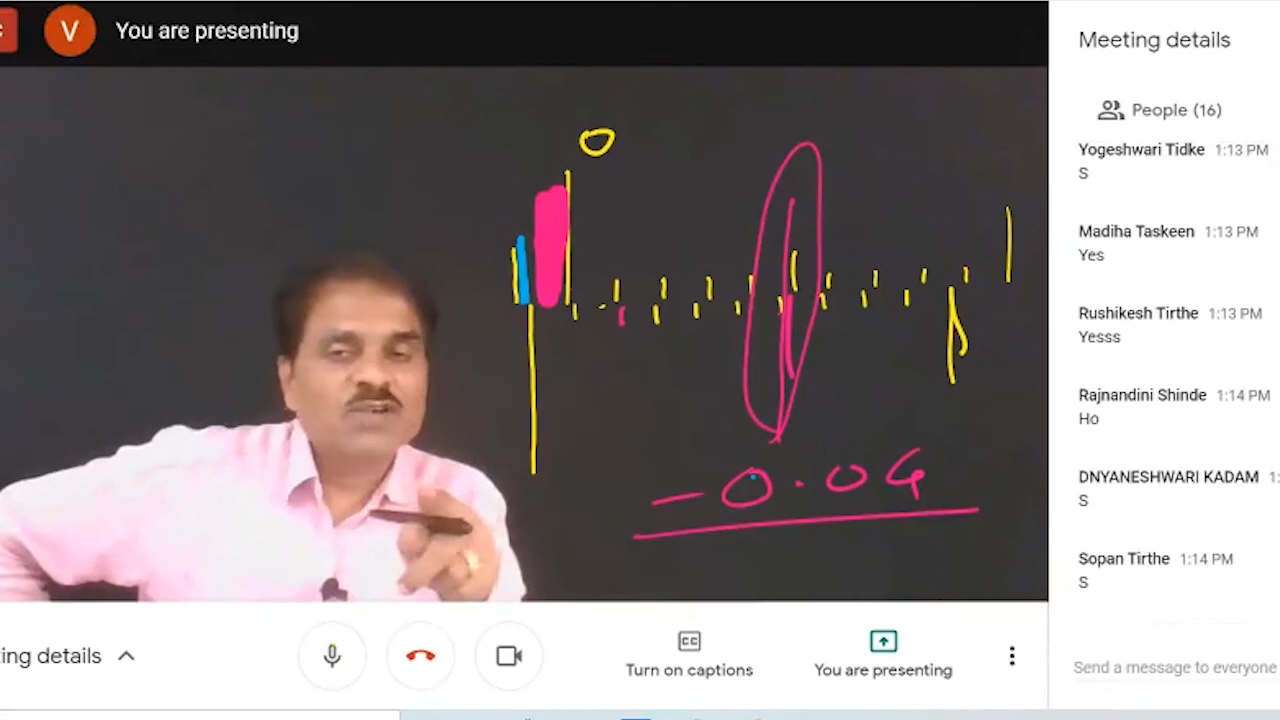 C
V
You are presenting
Meeting details
People (16)
Yogeshwari Tidke 1:13 PM
S
Madiha Taskeen 1:13 PM
Yes
Rushikesh Tirthe 1:13 PM
Yesss
Rajnandini Shinde 1:14 PM
Ho
DNYANESHWARI KADAM 1:
S
Sopan Tirthe 1:14 PM
S
Send a message to everyone
0
-0.04
ing details
CC
Turn on captions
You are presenting